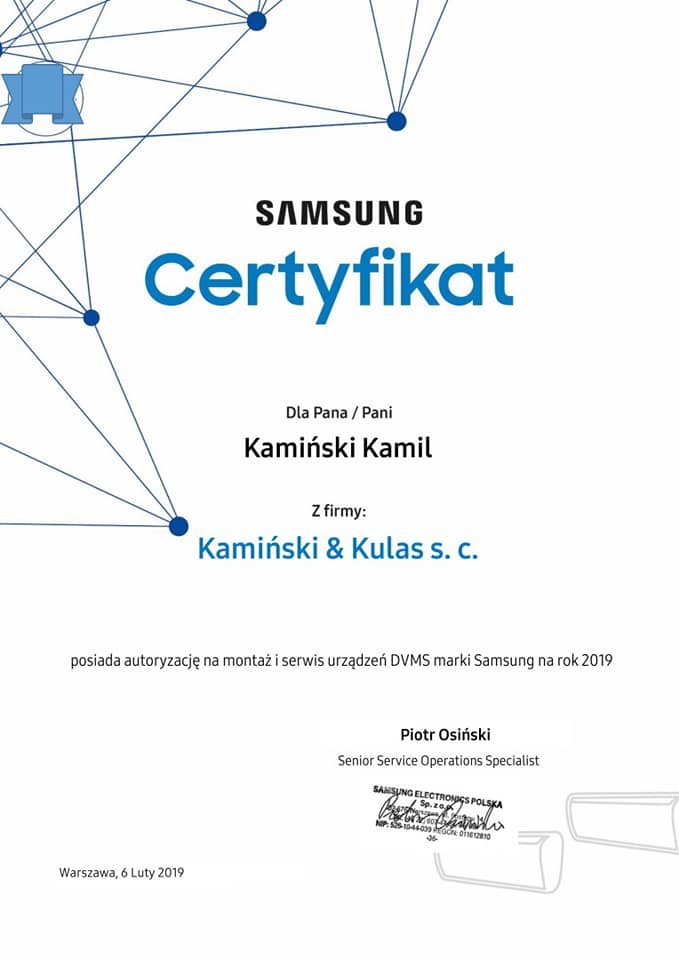 SAMSUNG
Certyfikat
Dla Pana / Pani
Kamiński Kamil
Z firmy:
Kamiński & Kulas s. c.
posiada autoryzację na montaż i serwis urządzeń DVMS marki Samsung na rok 2019
Piotr Osiński
Senior Service Operations Specialist
SAMSUNG ELECTRONICS POLSKA
Sp. z o.o.
NIP: 526-10-44-039 REGON: 011612810
-36-
Warszawa, 6 Luty 2019